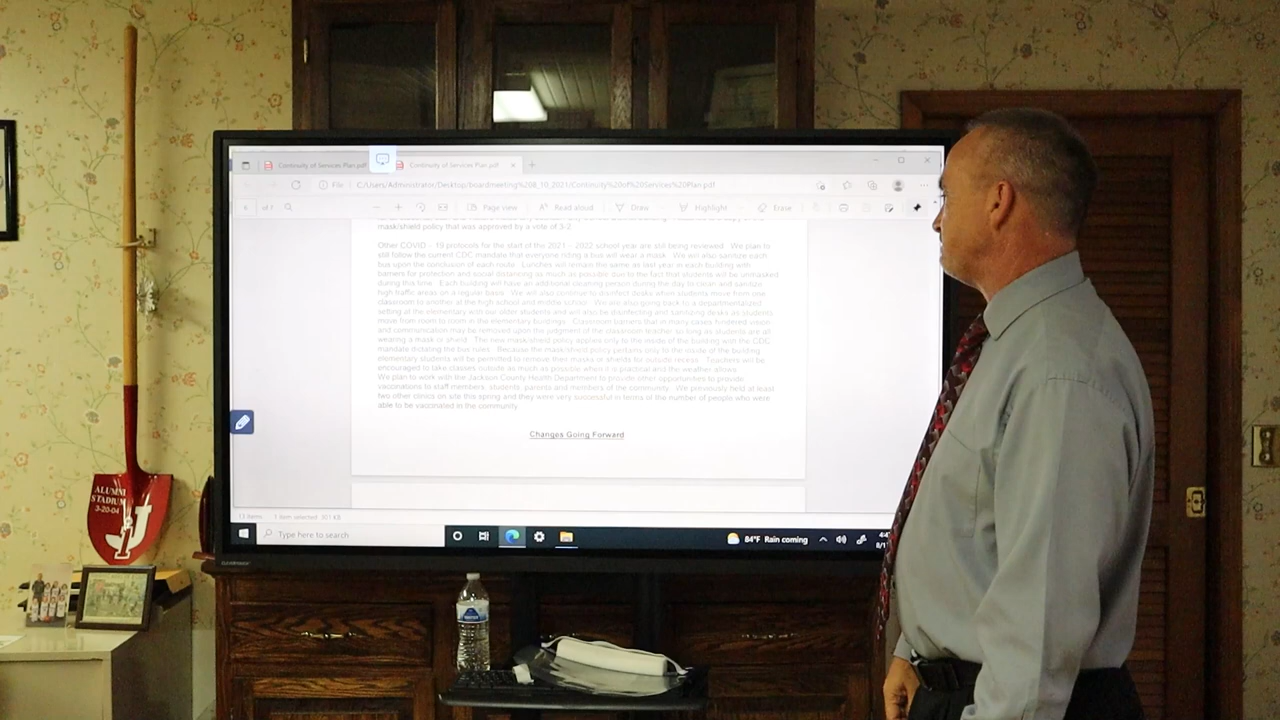 Continuity of Services Plan.pdf
Continuity of Services Plan.pdf
File C:/Users/Administrator/Desktop/boardmeeting%208_10_2021/Continuity%20of%20Services%20Plan.pdf
of 7 Page view Read aloud Draw Highlight Erase
mask/shield policy that was approved by a vote of 3-2
Other COVID - 19 protocols for the start of the 2021 - 2022 school year are still being reviewed. We plan to
still follow the current CDC mandate that everyone riding a bus will wear a mask. We will also sanitize each
bus upon the conclusion of each route. Lunches will remain the same as last year in each building with
barriers for protection and social distancing as much as possible due to the fact that students will be unmasked
during this time. Each building will have an additional cleaning person during the day to clean and sanitize
high traffic areas on a regular basis. We will also continue to disinfect desks when students move from one
classroom to another at the high school and middle school. We are also going back to a departmentalized
setting at the elementary with our older students and will also be disinfecting and sanitizing desks as students
move from room to room in the elementary buildings. Classroom barriers that in many cases hindered vision
and communication may be removed upon the judgment of the classroom teacher so long as students are all
wearing a mask or shield. The new mask/shield policy applies only to the inside of the building with the CDC
mandate dictating the bus rules. Because the mask/shield policy pertains only to the inside of the building
elementary students will be permitted to remove their masks or shields for outside recess. Teachers will be
encouraged to take classes outside as much as possible when it is practical and the weather allows.
We plan to work with the Jackson County Health Department to provide other opportunities to provide
vaccinations to staff members, students, parents and members of the community. We previously held at least
two other clinics on site this spring and they were very successful in terms of the number of people who were
able to be vaccinated in the community.
Changes Going Forward
13 items 1 item selected 301 KB
Type here to search
84°F Rain coming
ALUMNI
STADIUM
3-20-04
J